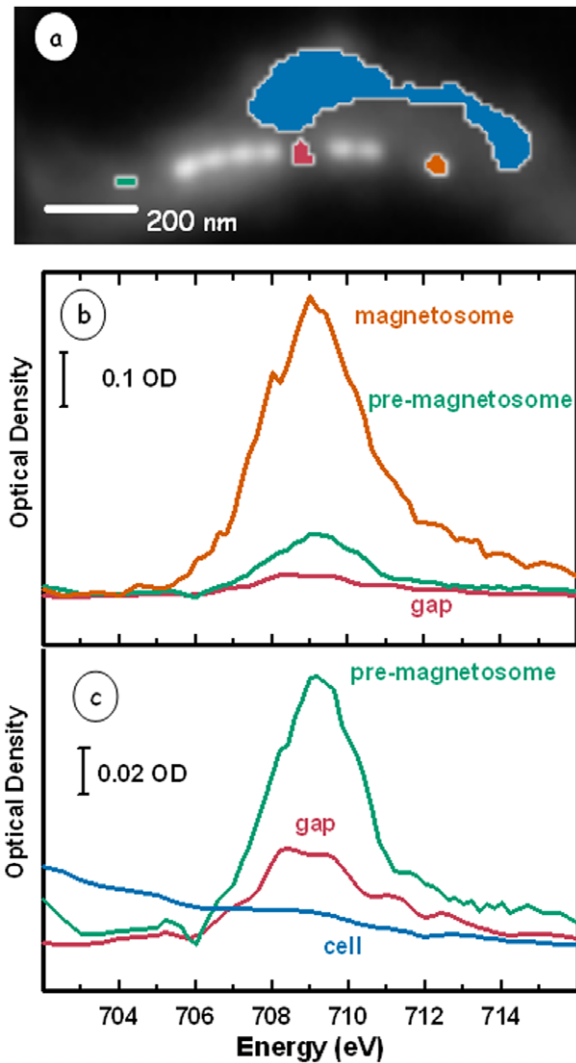 a
200 nm
b
magnetosome
0.1 OD
pre-magnetosome
Optical Density
gap
c
pre-magnetosome
0.02 OD
gap
Optical Density
cell
704 706 708 710 712 714
Energy (eV)